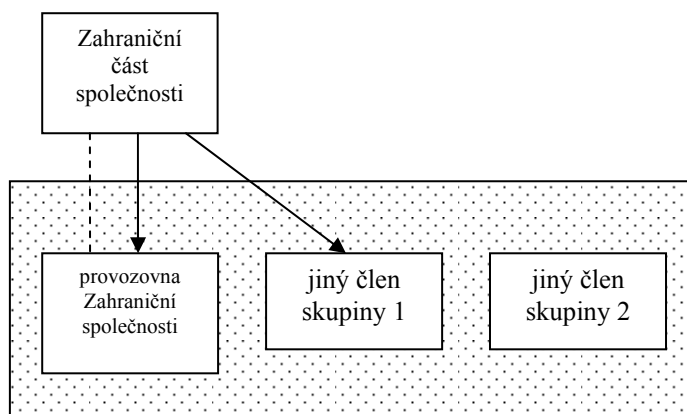 Zahraniční
část
společnosti
provozovna
Zahraniční
společnosti
jiný člen
skupiny 1
jiný člen
skupiny 2